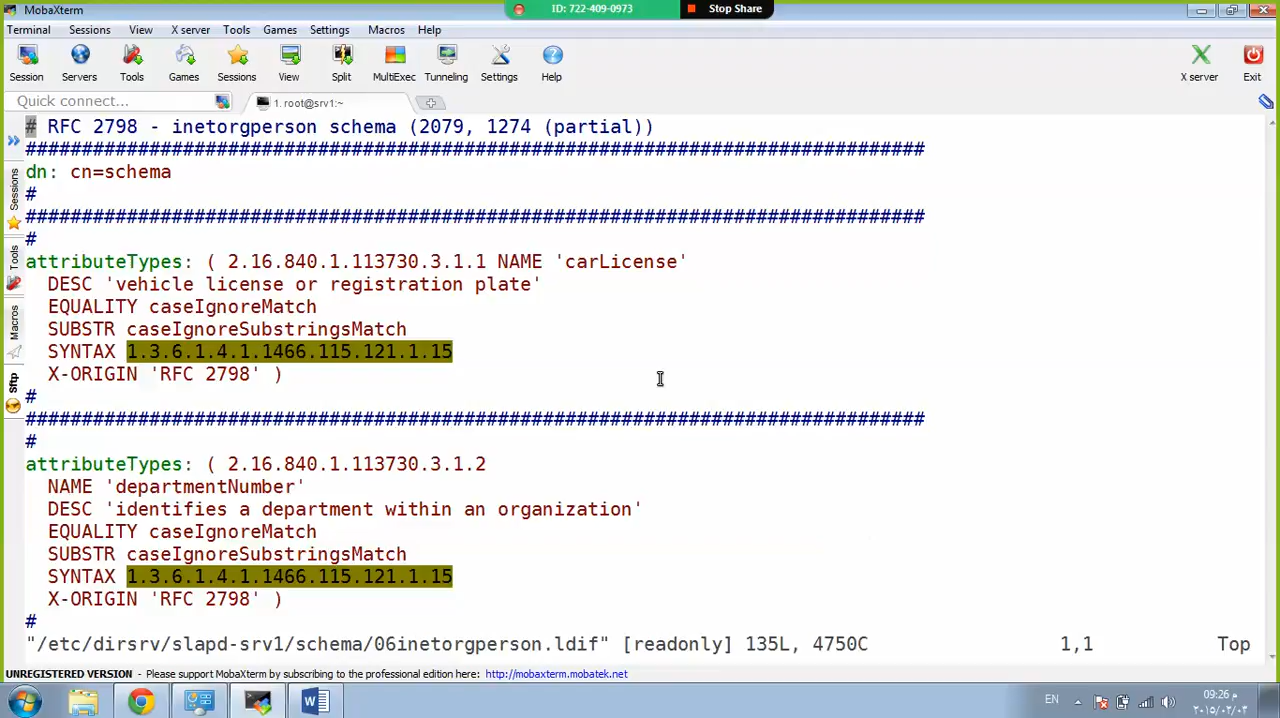 MobaXterm
ID: 722-409-0973
Stop Share
Terminal Sessions View X server Tools Games Settings Macros Help
Session Servers Tools Games Sessions View Split MultiExec Tunneling Settings Help X server Exit
Quick connect...
1. root@srv1:~
Sessions
Tools
Macros
Sftp
# RFC 2798 - inetorgperson schema (2079, 1274 (partial))
################################################################################
dn: cn=schema
#
################################################################################
#
attributeTypes: ( 2.16.840.1.113730.3.1.1 NAME 'carLicense'
DESC 'vehicle license or registration plate'
EQUALITY caseIgnoreMatch
SUBSTR caseIgnoreSubstringsMatch
SYNTAX 1.3.6.1.4.1.1466.115.121.1.15
X-ORIGIN 'RFC 2798' )
#
################################################################################
#
attributeTypes: ( 2.16.840.1.113730.3.1.2
NAME 'departmentNumber'
DESC 'identifies a department within an organization'
EQUALITY caseIgnoreMatch
SUBSTR caseIgnoreSubstringsMatch
SYNTAX 1.3.6.1.4.1.1466.115.121.1.15
X-ORIGIN 'RFC 2798' )
#
"/etc/dirsrv/slapd-srv1/schema/06inetorgperson.ldif" [readonly] 135L, 4750C 1,1 Top
UNREGISTERED VERSION - Please support MobaXterm by subscribing to the professional edition here: http://mobaxterm.mobatek.net
EN
09:26 م
٢٠١٥/٠٢/٠٣